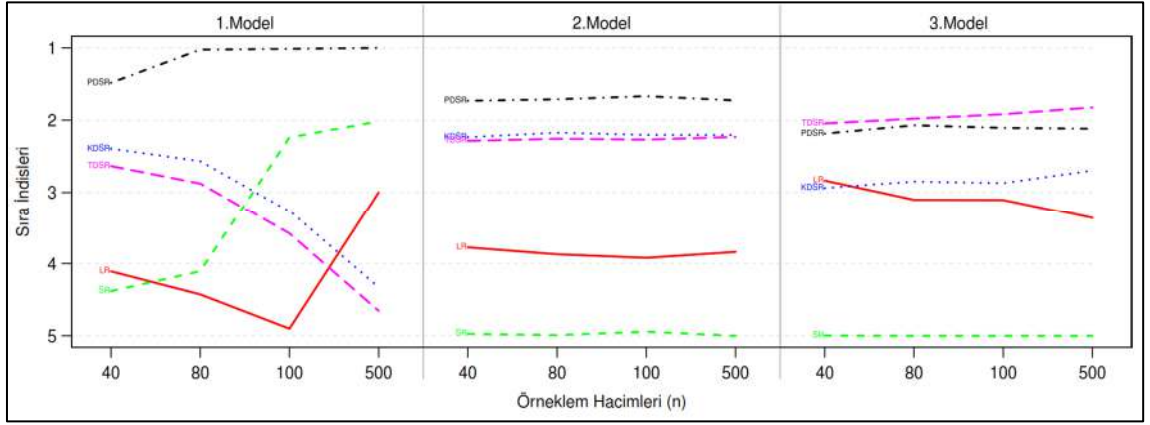 1.Model 2.Model 3.Model
Sıra İndisleri
1
2
3
4
5
PDSR
KDSR
TDSR
LR
SR
PDSR
KDSR
TDSR
LR
SR
TDSR
PDSR
LR
KDSR
SR
40 80 100 500 40 80 100 500 40 80 100 500
Örneklem Hacimleri (n)